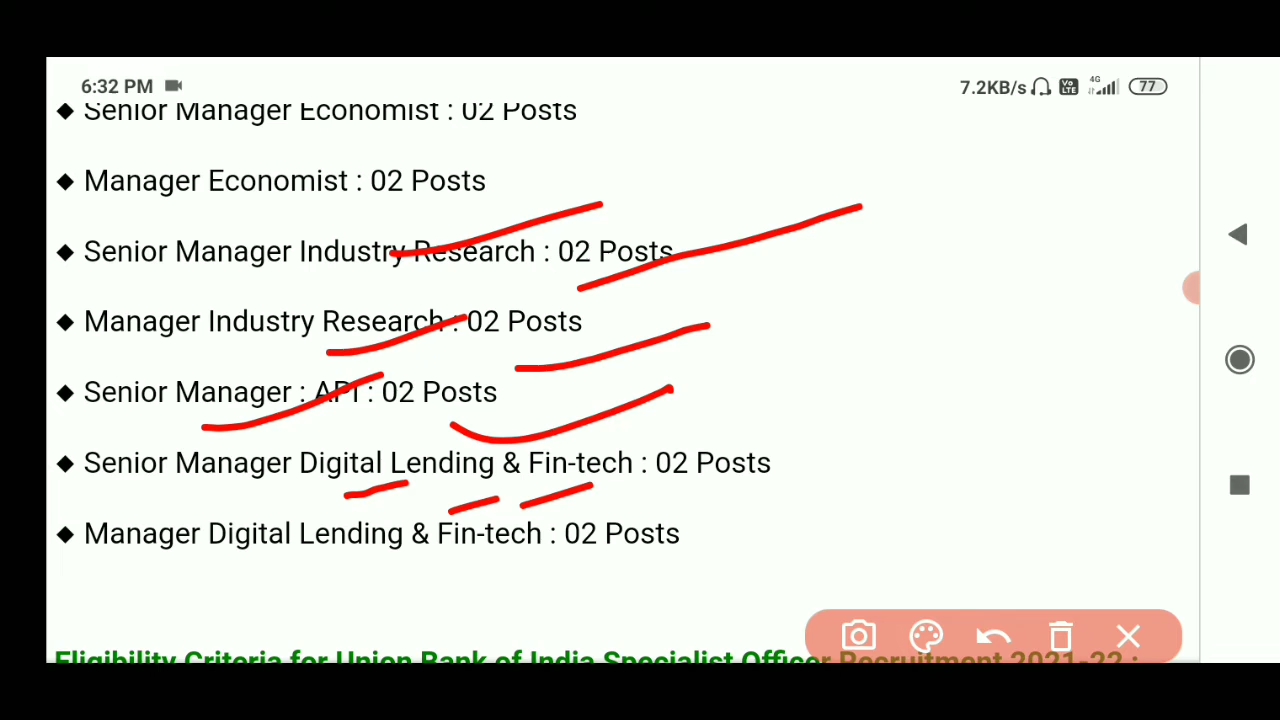 6:32 PM 7.2KB/s Vo LTE 4G 77
◆ Senior Manager Economist : 02 Posts
◆ Manager Economist : 02 Posts
◆ Senior Manager Industry Research : 02 Posts
◆ Manager Industry Research : 02 Posts
◆ Senior Manager : API : 02 Posts
◆ Senior Manager Digital Lending & Fin-tech : 02 Posts
◆ Manager Digital Lending & Fin-tech : 02 Posts
Eligibility Criteria for Union Bank of India Specialist Officer Recruitment 2021-22 :